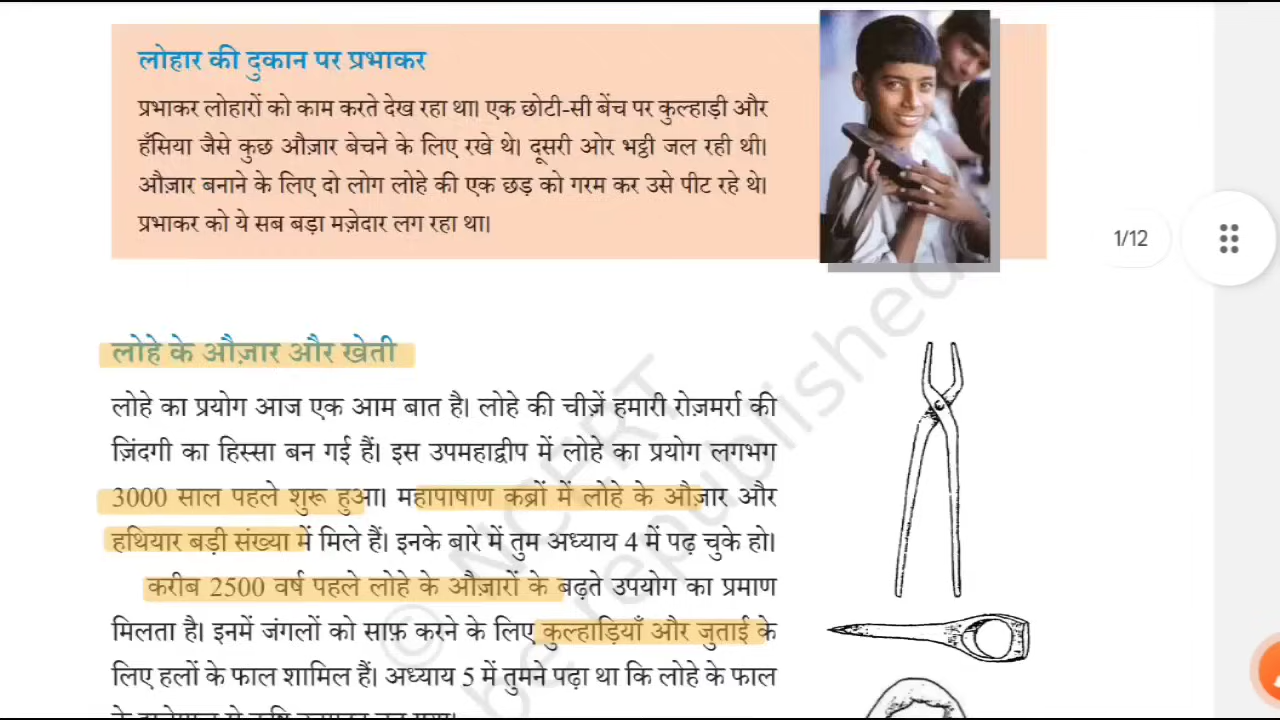 लोहार की दुकान पर प्रभाकर
प्रभाकर लोहारों को काम करते देख रहा था। एक छोटी-सी बेंच पर कुल्हाड़ी और
हँसिया जैसे कुछ औज़ार बेचने के लिए रखे थे। दूसरी ओर भट्ठी जल रही थी।
औज़ार बनाने के लिए दो लोग लोहे की एक छड़ को गरम कर उसे पीट रहे थे।
प्रभाकर को ये सब बड़ा मज़ेदार लग रहा था।
1/12
लोहे के औज़ार और खेती
लोहे का प्रयोग आज एक आम बात है। लोहे की चीज़ें हमारी रोज़मर्रा की
ज़िंदगी का हिस्सा बन गई हैं। इस उपमहाद्वीप में लोहे का प्रयोग लगभग
3000 साल पहले शुरू हुआ। महापाषाण कब्रों में लोहे के औज़ार और
हथियार बड़ी संख्या में मिले हैं। इनके बारे में तुम अध्याय 4 में पढ़ चुके हो।
करीब 2500 वर्ष पहले लोहे के औज़ारों के बढ़ते उपयोग का प्रमाण
मिलता है। इनमें जंगलों को साफ़ करने के लिए कुल्हाड़ियाँ और जुताई के
लिए हलों के फाल शामिल हैं। अध्याय 5 में तुमने पढ़ा था कि लोहे के फाल
© NCERT
be republished